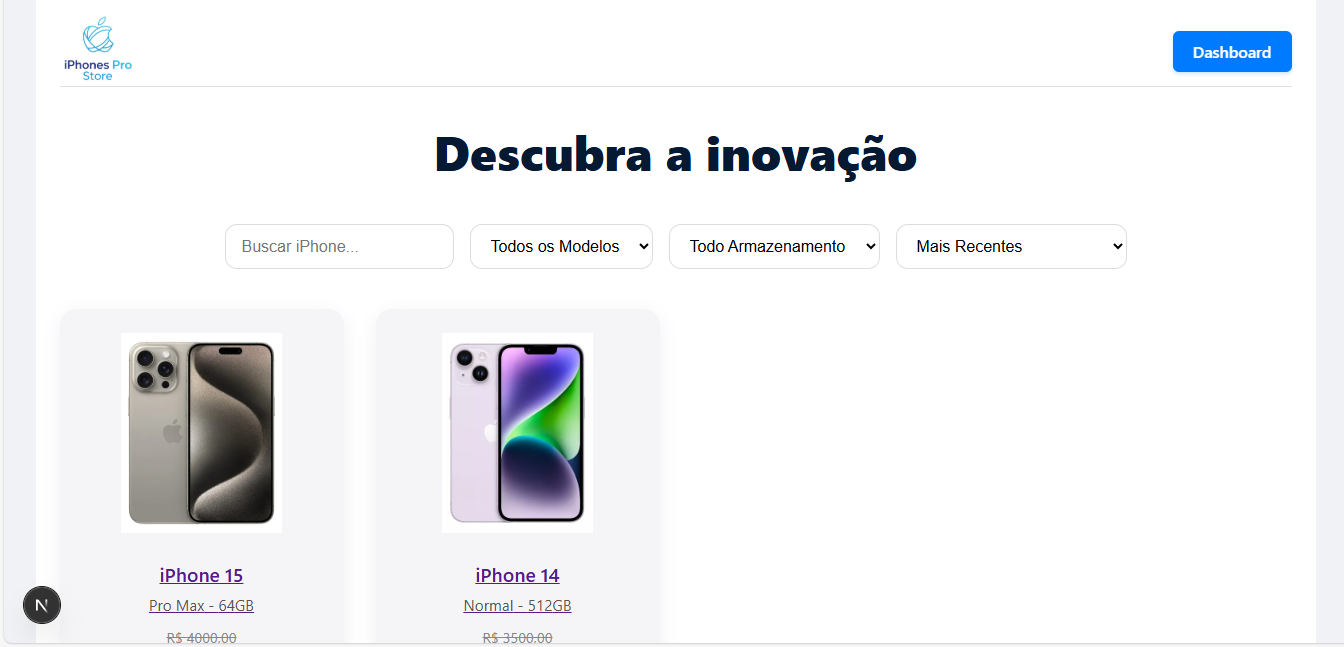 iPhones Pro
Store
Dashboard
Descubra a inovação
Buscar iPhone...
Todos os Modelos
Todo Armazenamento
Mais Recentes
iPhone 15
Pro Max - 64GB
R$ 4000.00
iPhone 14
Normal - 512GB
R$ 3500.00
N